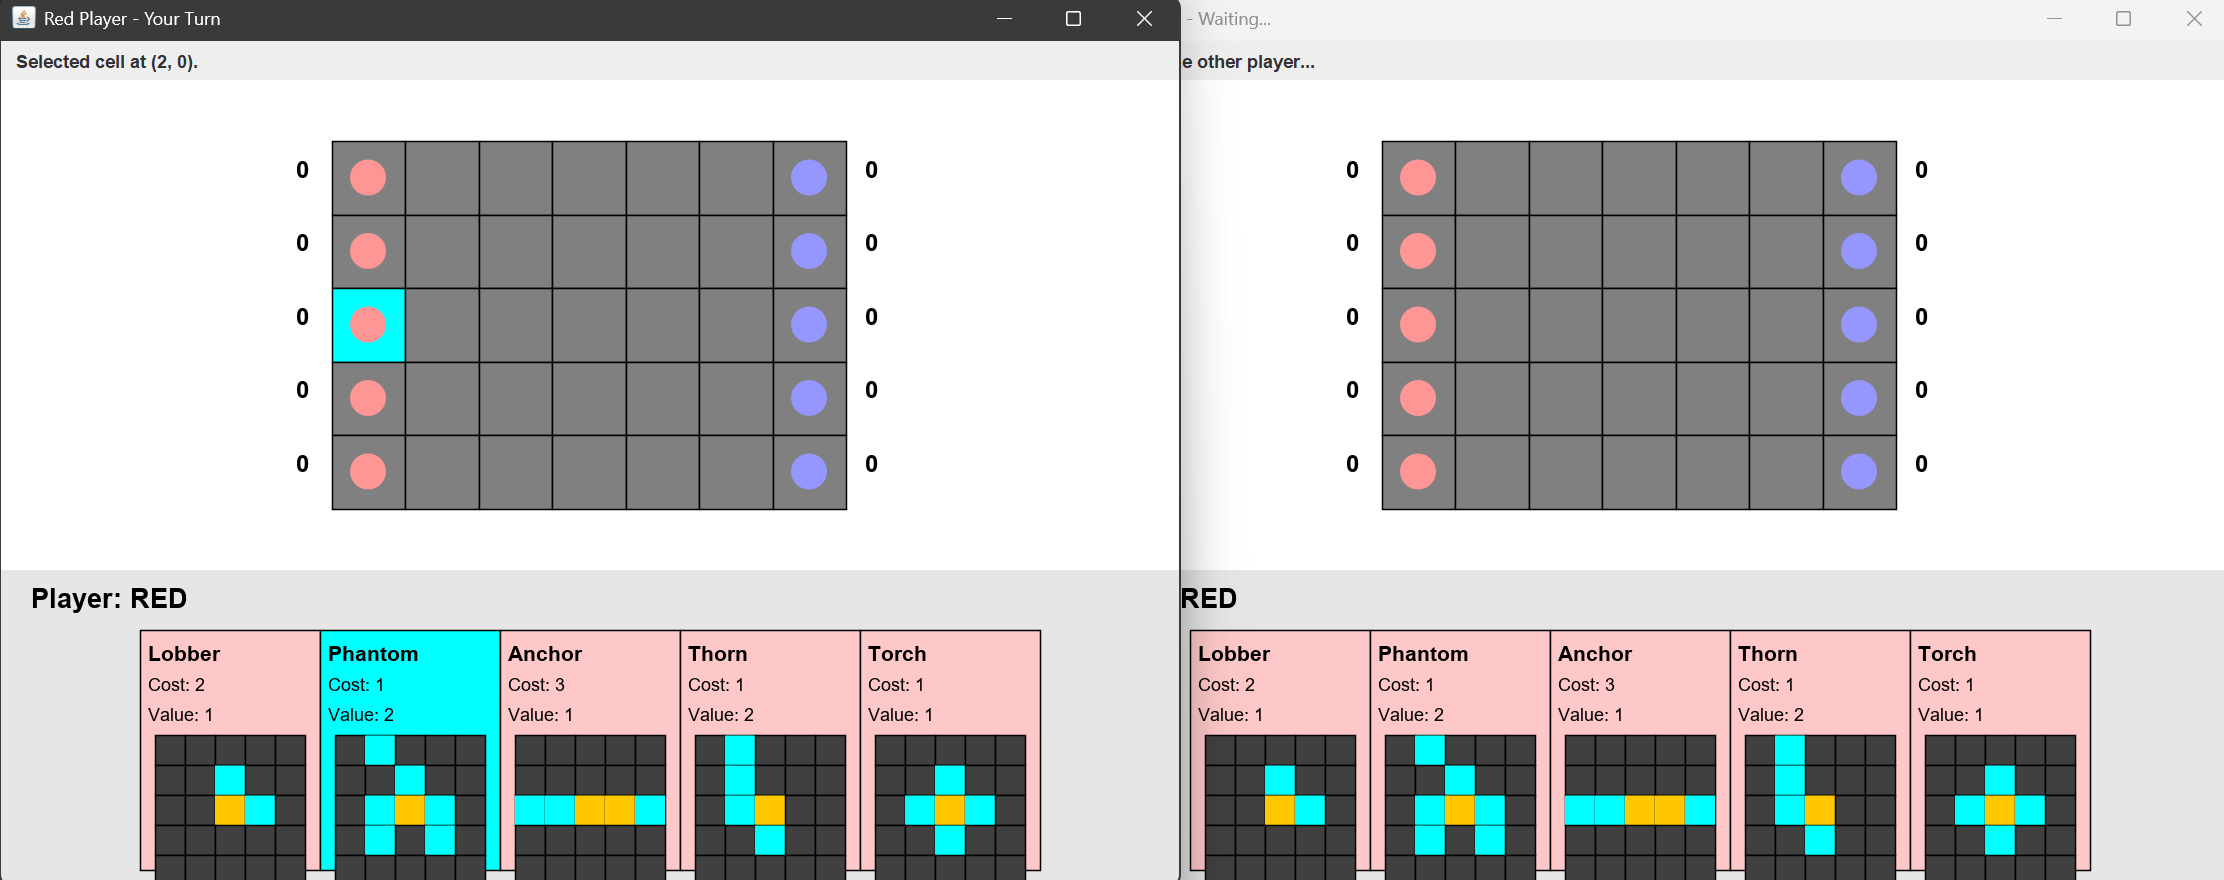 Red Player - Your Turn
- Waiting...
Selected cell at (2, 0).
e other player...
0 0 0 0
0 0 0 0
0 0 0 0
0 0 0 0
0 0 0 0
Player: RED
RED
Lobber Phantom Anchor Thorn Torch Lobber Phantom Anchor Thorn Torch
Cost: 2 Cost: 1 Cost: 3 Cost: 1 Cost: 1 Cost: 2 Cost: 1 Cost: 3 Cost: 1 Cost: 1
Value: 1 Value: 2 Value: 1 Value: 2 Value: 1 Value: 1 Value: 2 Value: 1 Value: 2 Value: 1